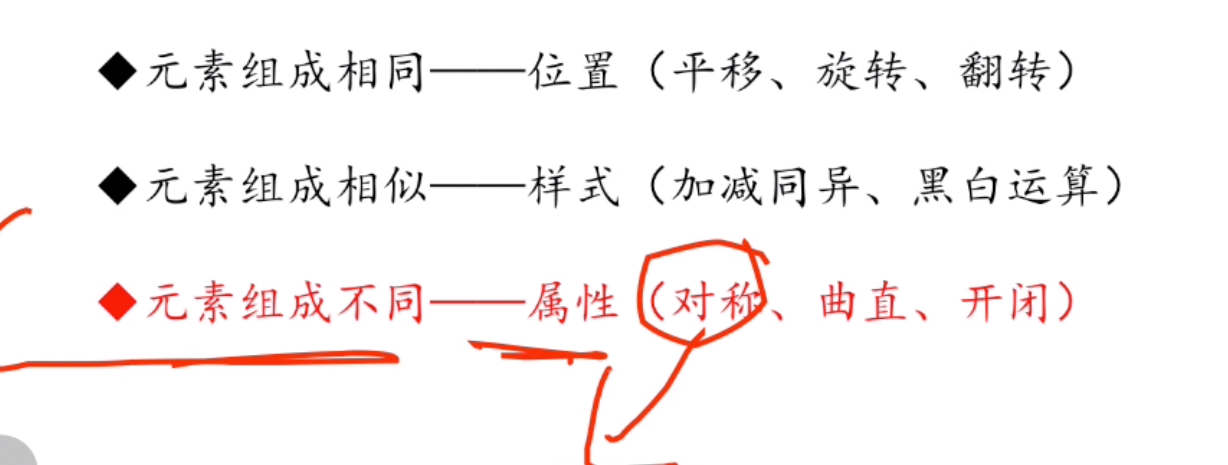 ◆元素组成相同——位置（平移、旋转、翻转）
◆元素组成相似——样式（加减同异、黑白运算）
◆元素组成不同——属性（对称、曲直、开闭）